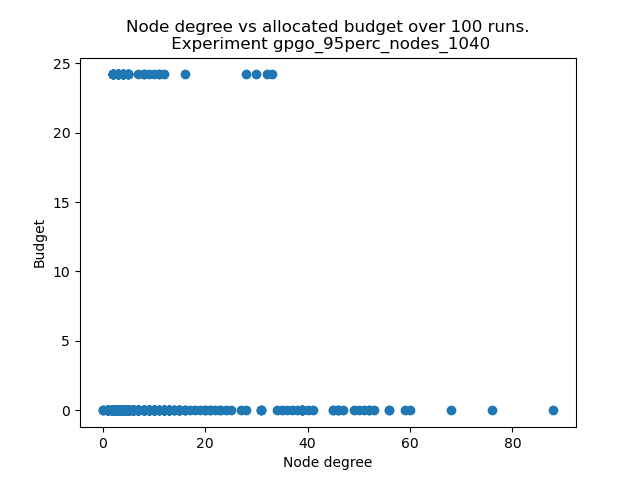 Node degree vs allocated budget over 100 runs.
Experiment gpgo_95perc_nodes_1040
25
20
15
10
5
0
Budget
0 20 40 60 80
Node degree